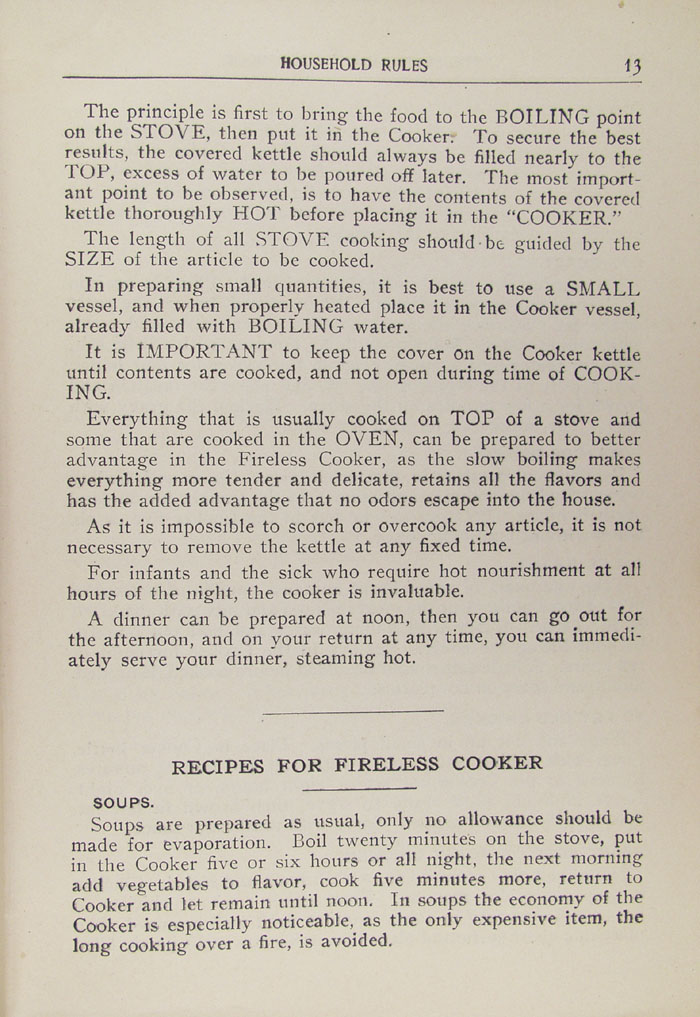 HOUSEHOLD RULES 13
The principle is first to bring the food to the BOILING point
on the STOVE, then put it in the Cooker. To secure the best
results, the covered kettle should always be filled nearly to the
TOP, excess of water to be poured off later. The most import-
ant point to be observed, is to have the contents of the covered
kettle thoroughly HOT before placing it in the “COOKER.”
The length of all STOVE cooking should be guided by the
SIZE of the article to be cooked.
In preparing small quantities, it is best to use a SMALL
vessel, and when properly heated place it in the Cooker vessel,
already filled with BOILING water.
It is IMPORTANT to keep the cover on the Cooker kettle
until contents are cooked, and not open during time of COOK-
ING.
Everything that is usually cooked on TOP of a stove and
some that are cooked in the OVEN, can be prepared to better
advantage in the Fireless Cooker, as the slow boiling makes
everything more tender and delicate, retains all the flavors and
has the added advantage that no odors escape into the house.
As it is impossible to scorch or overcook any article, it is not
necessary to remove the kettle at any fixed time.
For infants and the sick who require hot nourishment at all
hours of the night, the cooker is invaluable.
A dinner can be prepared at noon, then you can go out for
the afternoon, and on your return at any time, you can immedi-
ately serve your dinner, steaming hot.
RECIPES FOR FIRELESS COOKER
SOUPS.
Soups are prepared as usual, only no allowance should be
made for evaporation. Boil twenty minutes on the stove, put
in the Cooker five or six hours or all night, the next morning
add vegetables to flavor, cook five minutes more, return to
Cooker and let remain until noon. In soups the economy of the
Cooker is especially noticeable, as the only expensive item, the
long cooking over a fire, is avoided.